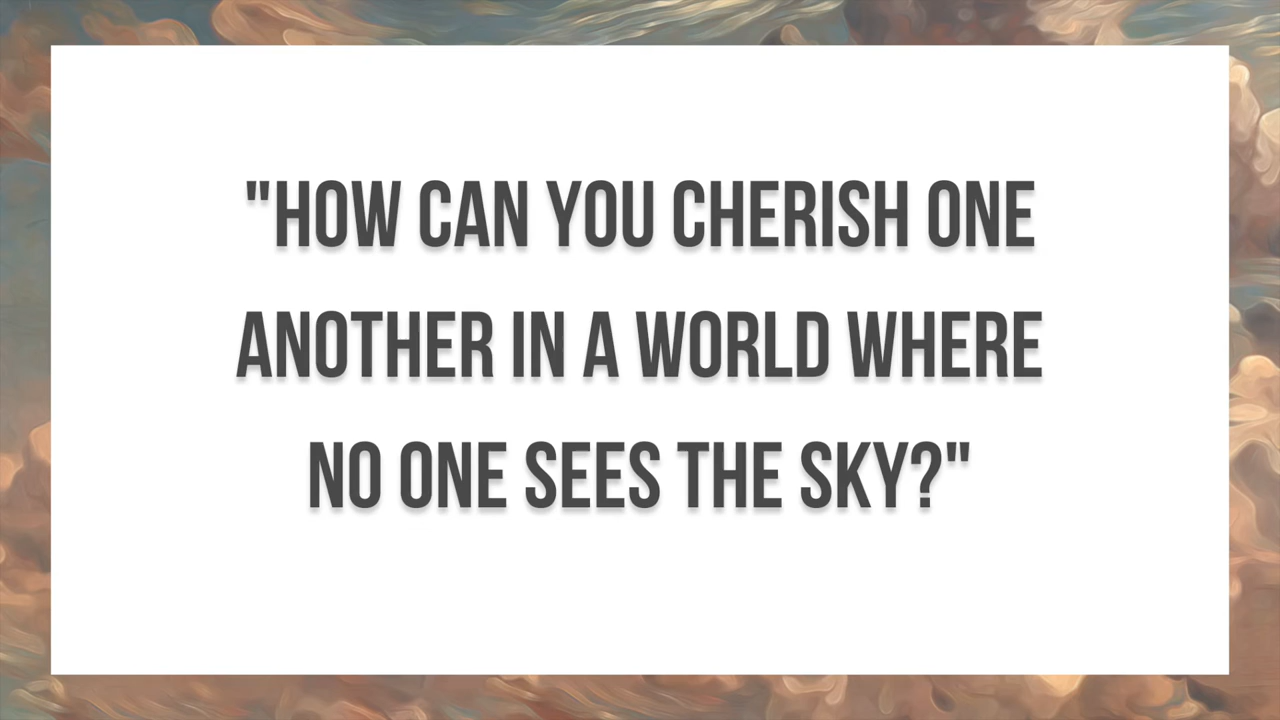 "HOW CAN YOU CHERISH ONE
ANOTHER IN A WORLD WHERE
NO ONE SEES THE SKY?"